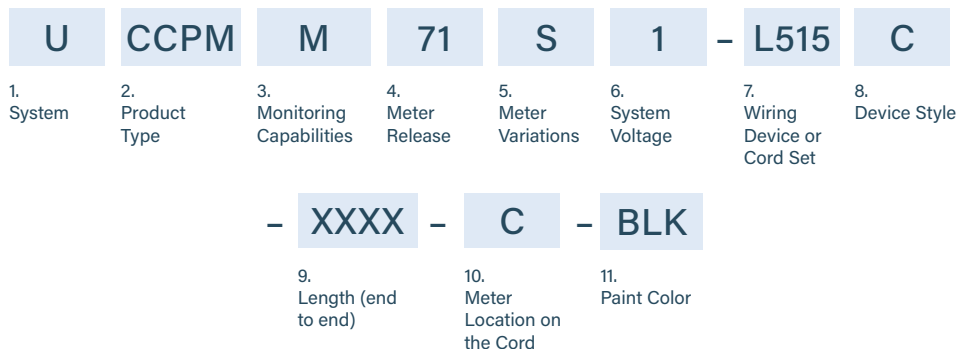 U CCPM M 71 S 1 – L515 C
1. 2. 3. 4. 5. 6. 7. 8.
System Product Monitoring Meter Meter System Wiring Device Style
Type Capabilities Release Variations Voltage Device or
Cord Set
– XXXX – C – BLK
9. 10. 11.
Length (end Meter Paint Color
to end) Location on
the Cord